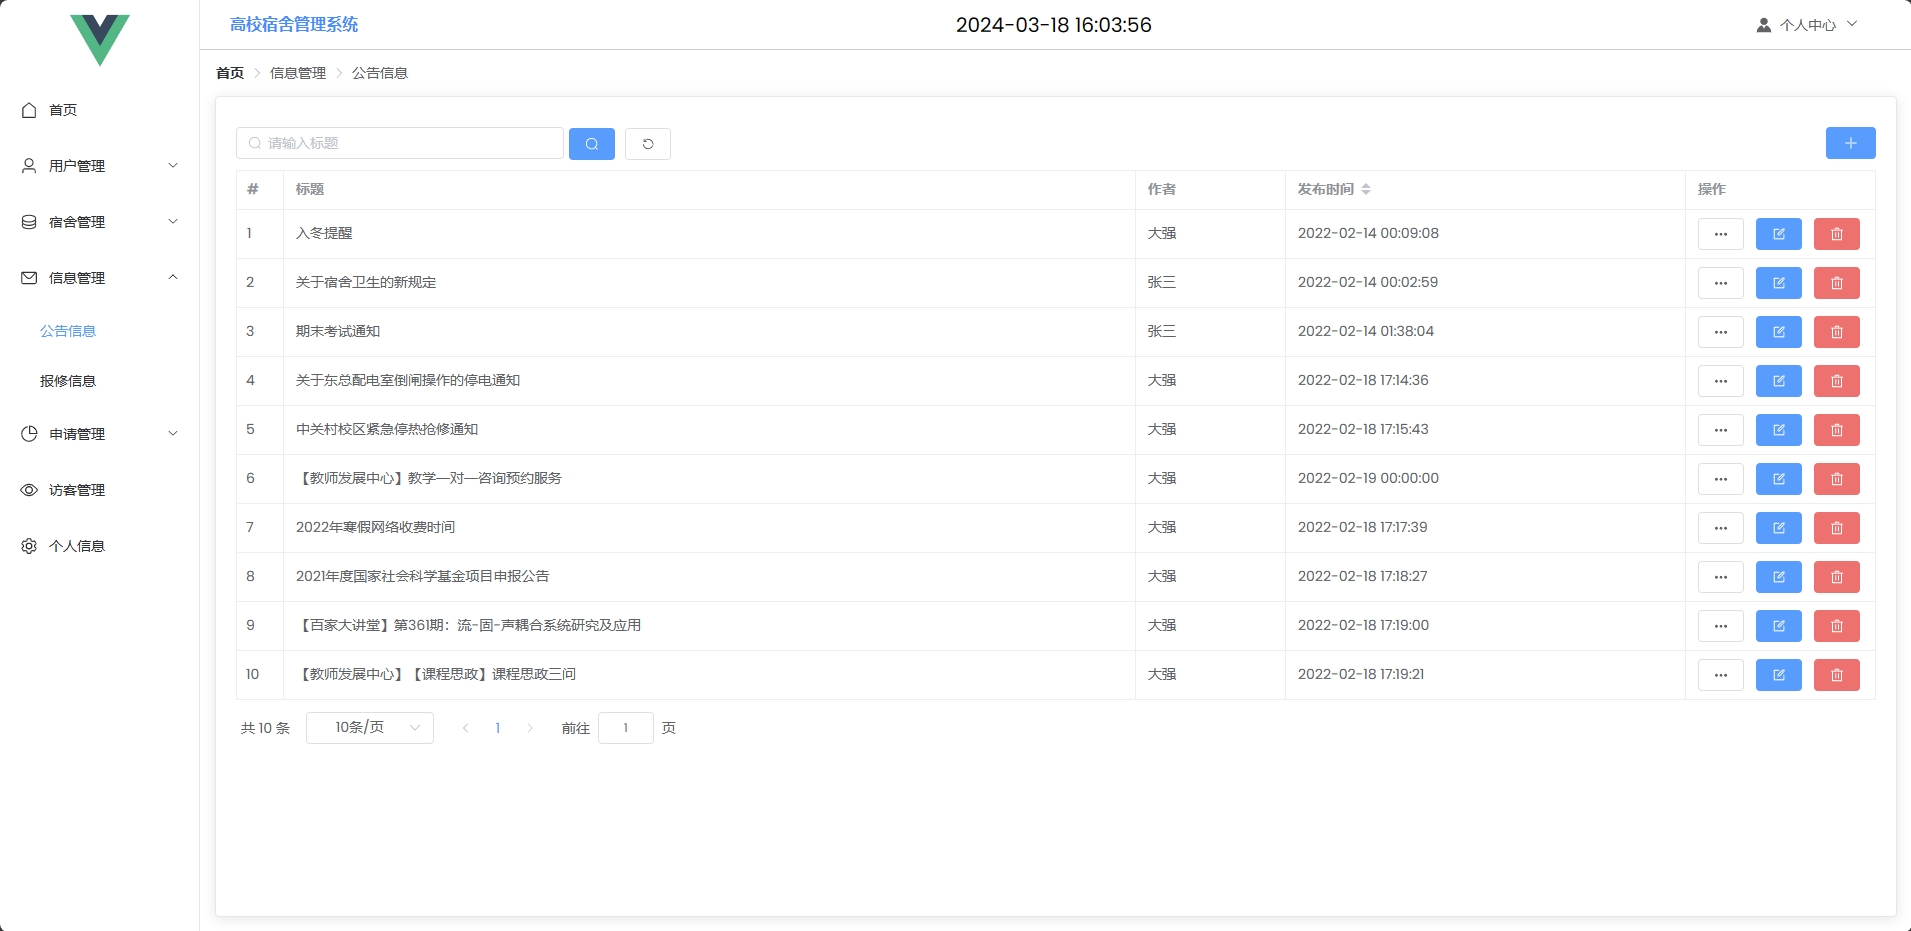 高校宿舍管理系统
2024-03-18 16:03:56
个人中心
首页
用户管理
宿舍管理
信息管理
公告信息
报修信息
申请管理
访客管理
个人信息
首页 信息管理 公告信息
请输入标题
# 标题 作者 发布时间 操作
1 入冬提醒 大强 2022-02-14 00:09:08
2 关于宿舍卫生的新规定 张三 2022-02-14 00:02:59
3 期末考试通知 张三 2022-02-14 01:38:04
4 关于东总配电室倒闸操作的停电通知 大强 2022-02-18 17:14:36
5 中关村校区紧急停热抢修通知 大强 2022-02-18 17:15:43
6 【教师发展中心】教学一对一咨询预约服务 大强 2022-02-19 00:00:00
7 2022年寒假网络收费时间 大强 2022-02-18 17:17:39
8 2021年度国家社会科学基金项目申报公告 大强 2022-02-18 17:18:27
9 【百家大讲堂】第361期：流-固-声耦合系统研究及应用 大强 2022-02-18 17:19:00
10 【教师发展中心】【课程思政】课程思政三问 大强 2022-02-18 17:19:21
共 10 条 10条/页 1 前往 1 页